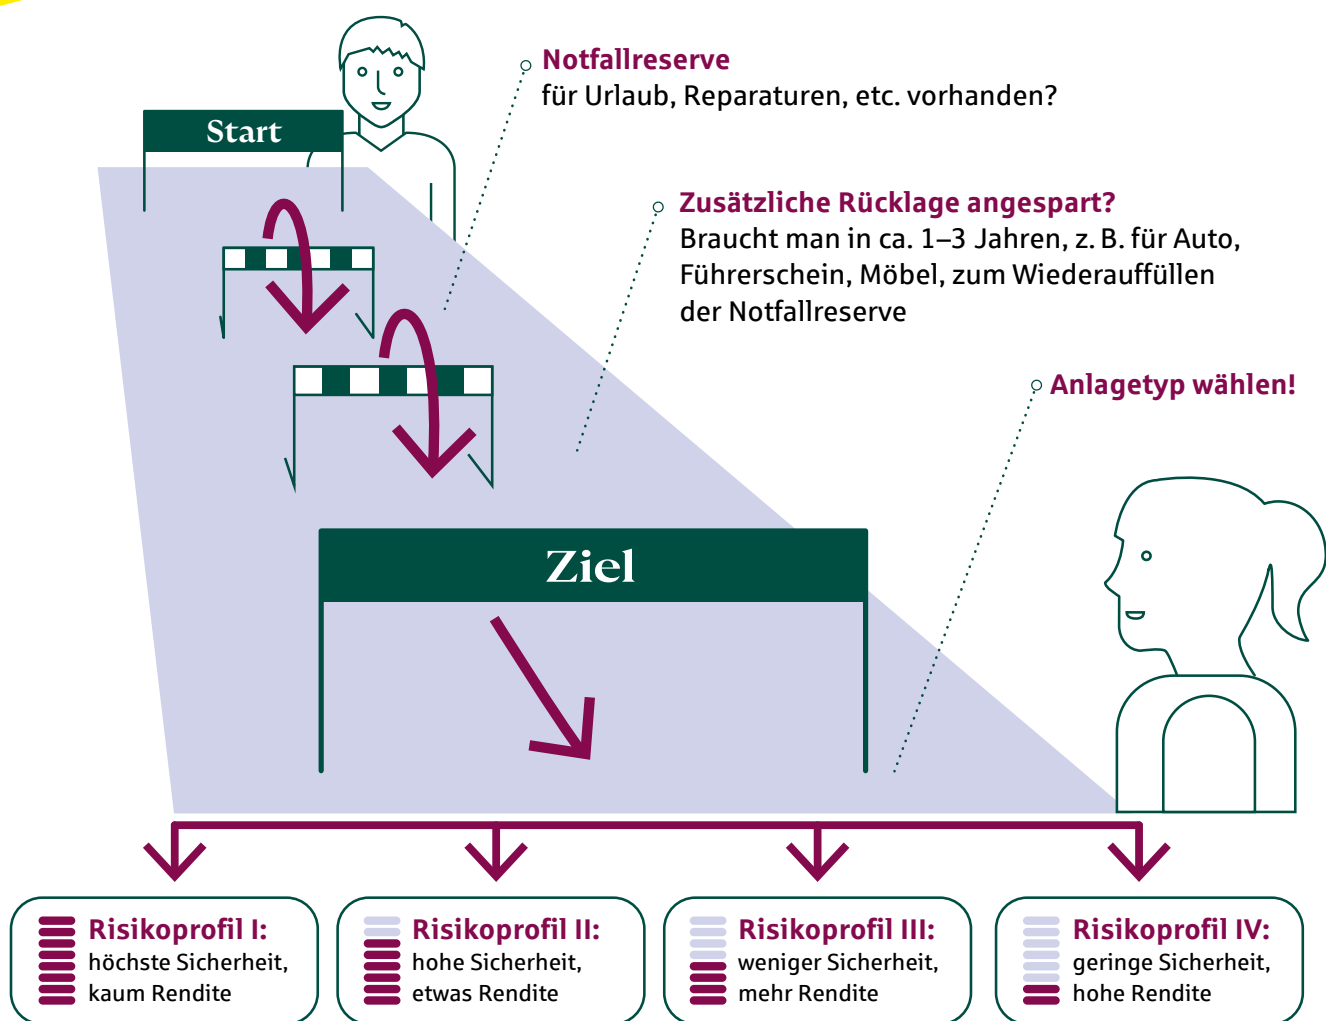 Start
Notfallreserve
für Urlaub, Reparaturen, etc. vorhanden?
Zusätzliche Rücklage angespart?
Braucht man in ca. 1–3 Jahren, z. B. für Auto,
Führerschein, Möbel, zum Wiederauffüllen
der Notfallreserve
Anlagetyp wählen!
Ziel
Risikoprofil I:
höchste Sicherheit,
kaum Rendite
Risikoprofil II:
hohe Sicherheit,
etwas Rendite
Risikoprofil III:
weniger Sicherheit,
mehr Rendite
Risikoprofil IV:
geringe Sicherheit,
hohe Rendite